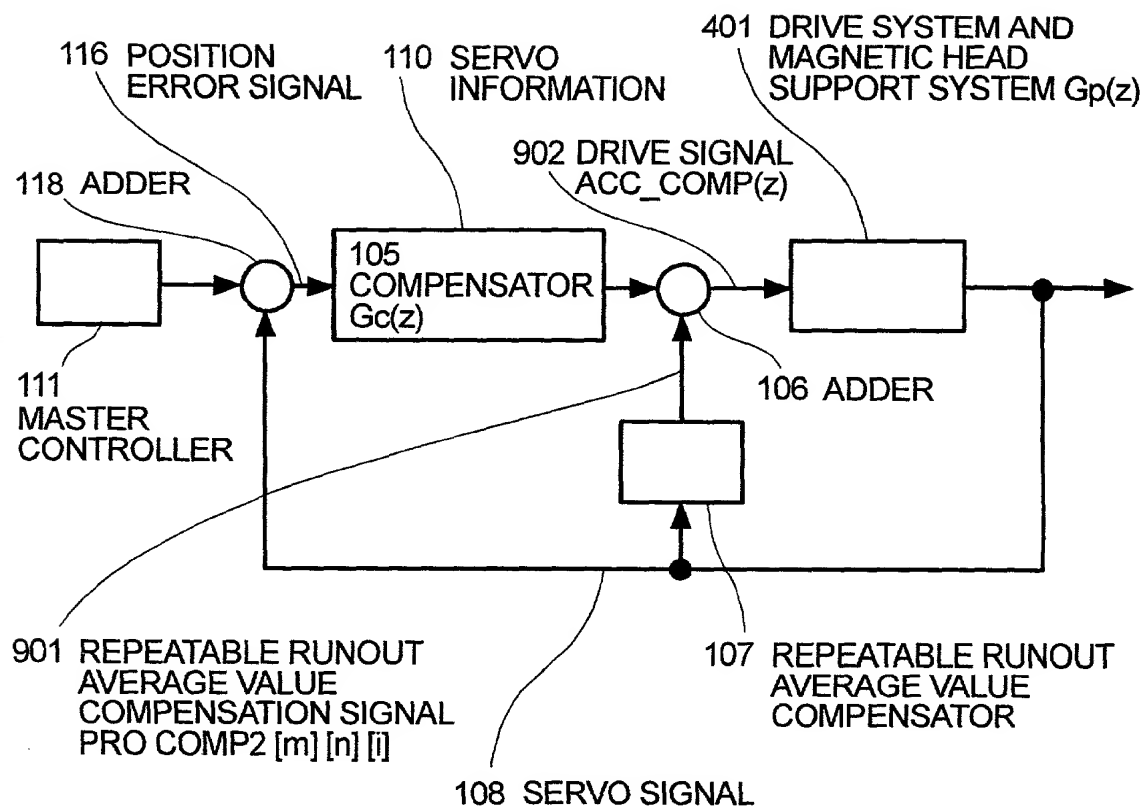 116 POSITION
ERROR SIGNAL
110 SERVO
INFORMATION
401 DRIVE SYSTEM AND
MAGNETIC HEAD
SUPPORT SYSTEM Gp(z)
902 DRIVE SIGNAL
ACC_COMP(z)
118 ADDER
105
COMPENSATOR
Gc(z)
111
MASTER
CONTROLLER
106 ADDER
901 REPEATABLE RUNOUT
AVERAGE VALUE
COMPENSATION SIGNAL
PRO COMP2 [m] [n] [i]
107 REPEATABLE RUNOUT
AVERAGE VALUE
COMPENSATOR
108 SERVO SIGNAL